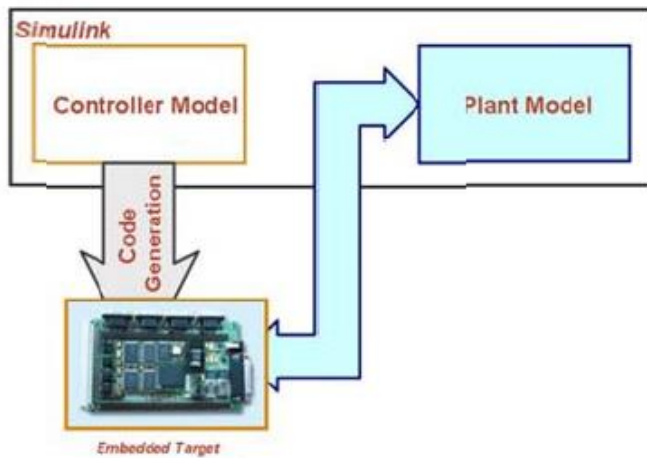 Simulink
Controller Model
Plant Model
Code
Generation
Embedded Target